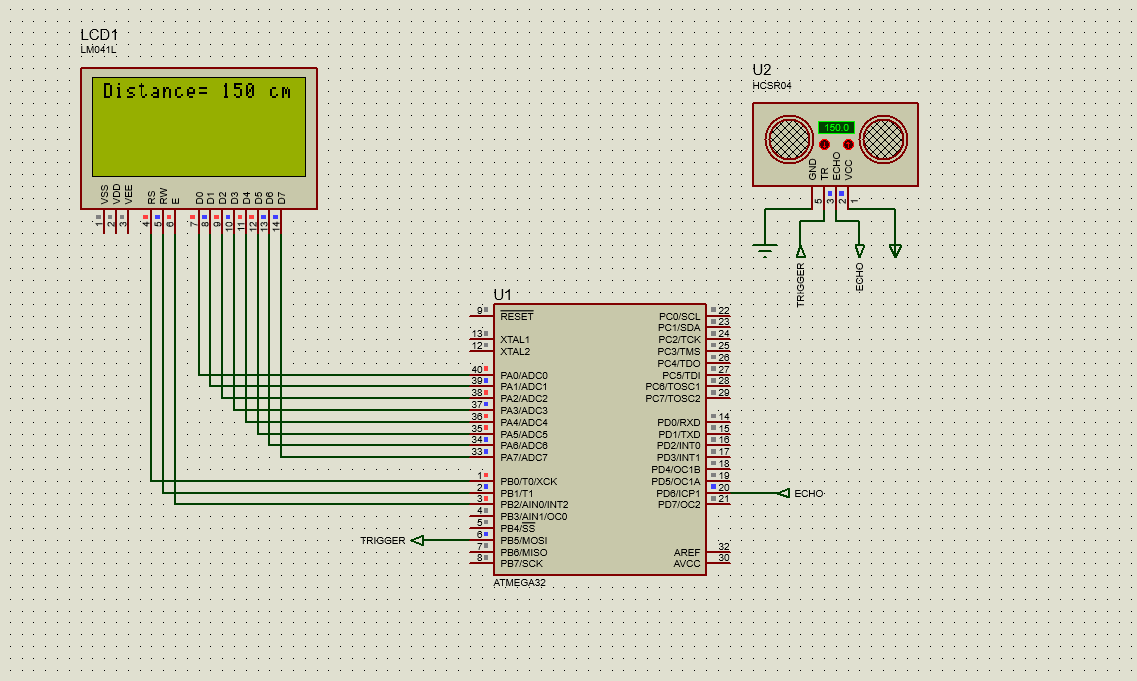 LCD1
LM041L
Distance= 150 cm
VSS VDD VEE RS RW E D0 D1 D2 D3 D4 D5 D6 D7
1 2 3 4 5 6 7 8 9 10 11 12 13 14
U2
HCSR04
150.0
GND TR ECHO VCC
5 3 2 1
TRIGGER
ECHO
U1
9 RESET PC0/SCL 22
PC1/SDA 23
13 XTAL1 PC2/TCK 24
12 XTAL2 PC3/TMS 25
PC4/TDO 26
40 PA0/ADC0 PC5/TDI 27
39 PA1/ADC1 PC6/TOSC1 28
38 PA2/ADC2 PC7/TOSC2 29
37 PA3/ADC3
36 PA4/ADC4 PD0/RXD 14
35 PA5/ADC5 PD1/TXD 15
34 PA6/ADC6 PD2/INT0 16
33 PA7/ADC7 PD3/INT1 17
PD4/OC1B 18
1 PB0/T0/XCK PD5/OC1A 19
2 PB1/T1 PD6/ICP1 20 ECHO
3 PB2/AIN0/INT2 PD7/OC2 21
4 PB3/AIN1/OC0
5 PB4/SS
TRIGGER 6 PB5/MOSI
7 PB6/MISO AREF 32
8 PB7/SCK AVCC 30
ATMEGA32